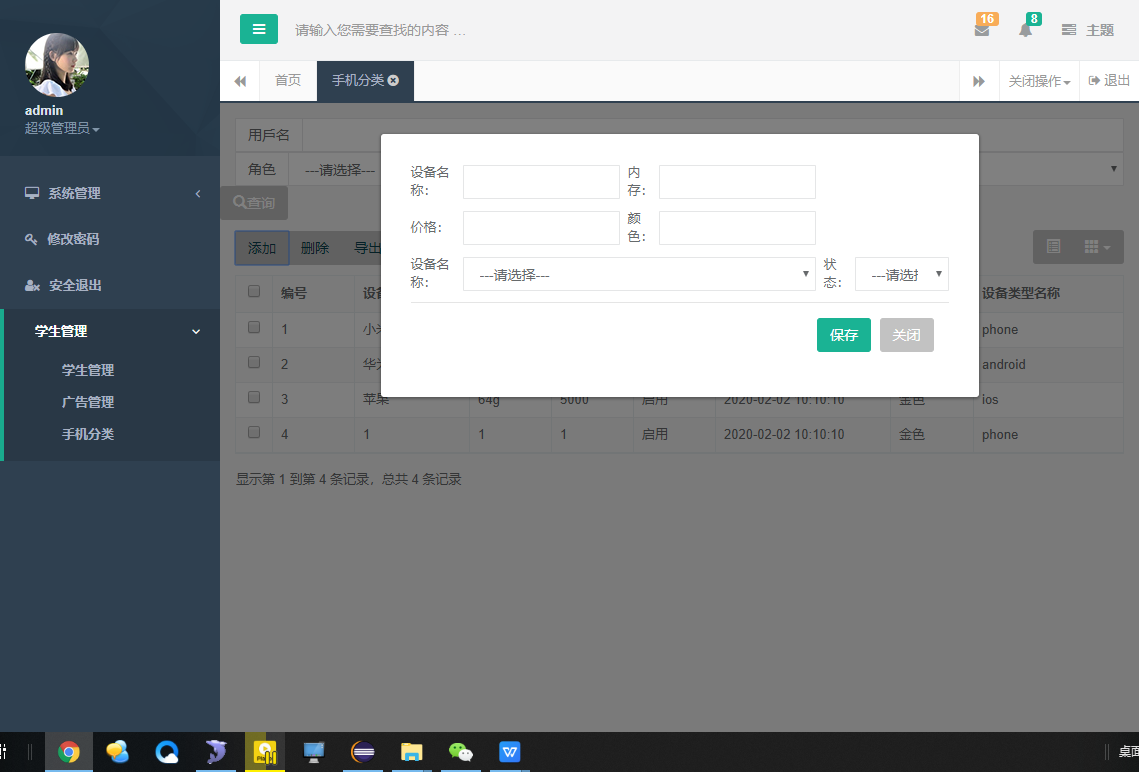 请输入您需要查找的内容 …
16
8
主题
admin
超级管理员
首页
手机分类
关闭操作
退出
系统管理
修改密码
安全退出
学生管理
学生管理
广告管理
手机分类
用戶名
角色
---请选择---
查询
添加
删除
导出
设备名称:
内存:
价格:
颜色:
设备名称:
---请选择---
状态:
---请选
保存
关闭
编号
设备类型名称
1
phone
2
android
3 苹果 64g 5000 启用 2020-02-02 10:10:10 金色 ios
4 1 1 1 启用 2020-02-02 10:10:10 金色 phone
显示第 1 到第 4 条记录，总共 4 条记录
桌面